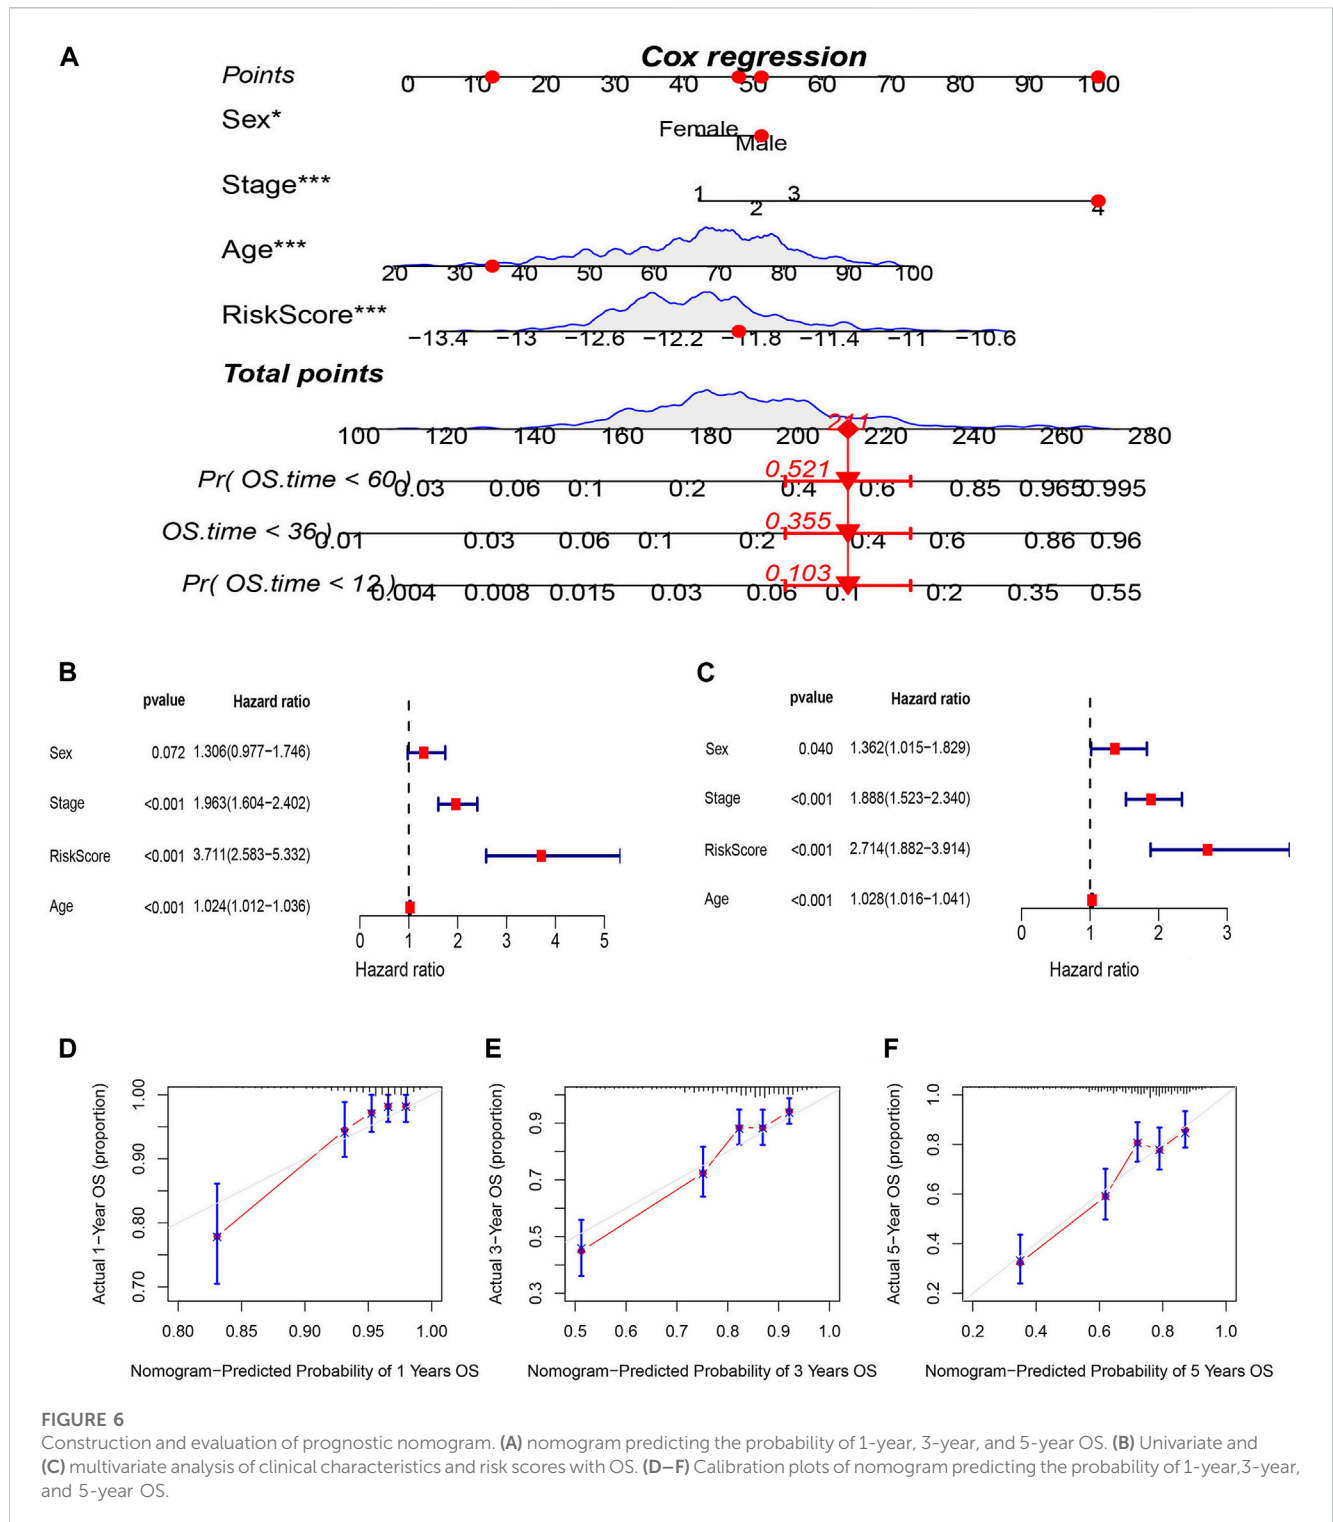 A
Cox regression
Points
0 10 20 30 40 50 60 70 80 90 100
Sex*
Female
Male
Stage***
1 3
2 4
Age***
20 30 40 50 60 70 80 90 100
RiskScore***
−13.4 −13 −12.6 −12.2 −11.8 −11.4 −11 −10.6
Total points
211
100 120 140 160 180 200 220 240 260 280
0.521
Pr( OS.time < 60 )
0.03 0.06 0.1 0.2 0.4 0.6 0.85 0.965 0.995
0.355
OS.time < 36 )
0.01 0.03 0.06 0.1 0.2 0.4 0.6 0.86 0.96
0.103
Pr( OS.time < 12 )
0.004 0.008 0.015 0.03 0.06 0.1 0.2 0.35 0.55
B
pvalue Hazard ratio
Sex 0.072 1.306(0.977−1.746)
Stage <0.001 1.963(1.604−2.402)
RiskScore <0.001 3.711(2.583−5.332)
Age <0.001 1.024(1.012−1.036)
0 1 2 3 4 5
Hazard ratio
C
pvalue Hazard ratio
Sex 0.040 1.362(1.015−1.829)
Stage <0.001 1.888(1.523−2.340)
RiskScore <0.001 2.714(1.882−3.914)
Age <0.001 1.028(1.016−1.041)
0 1 2 3
Hazard ratio
D
Actual 1−Year OS (proportion)
1.00
0.90
0.80
0.70
0.80 0.85 0.90 0.95 1.00
Nomogram−Predicted Probability of 1 Years OS
E
Actual 3−Year OS (proportion)
0.9
0.7
0.5
0.3
0.5 0.6 0.7 0.8 0.9 1.0
Nomogram−Predicted Probability of 3 Years OS
F
Actual 5−Year OS (proportion)
1.0
0.8
0.6
0.4
0.2
0.2 0.4 0.6 0.8 1.0
Nomogram−Predicted Probability of 5 Years OS
FIGURE 6
Construction and evaluation of prognostic nomogram. (A) nomogram predicting the probability of 1-year, 3-year, and 5-year OS. (B) Univariate and
(C) multivariate analysis of clinical characteristics and risk scores with OS. (D–F) Calibration plots of nomogram predicting the probability of 1-year,3-year,
and 5-year OS.